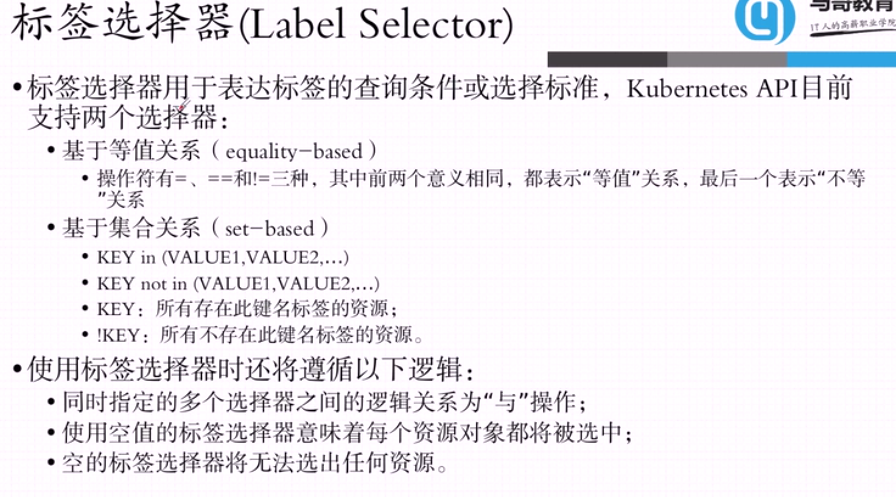 标签选择器(Label Selector)
马哥教育
IT人的高薪职业学院
•标签选择器用于表达标签的查询条件或选择标准，Kubernetes API目前
支持两个选择器：
•基于等值关系（equality-based）
•操作符有=、==和!=三种，其中前两个意义相同，都表示“等值”关系，最后一个表示“不等
”关系
•基于集合关系（set-based）
•KEY in (VALUE1,VALUE2,…)
•KEY not in (VALUE1,VALUE2,…)
•KEY：所有存在此键名标签的资源；
•!KEY：所有不存在此键名标签的资源。
•使用标签选择器时还将遵循以下逻辑：
•同时指定的多个选择器之间的逻辑关系为“与”操作；
•使用空值的标签选择器意味着每个资源对象都将被选中；
•空的标签选择器将无法选出任何资源。